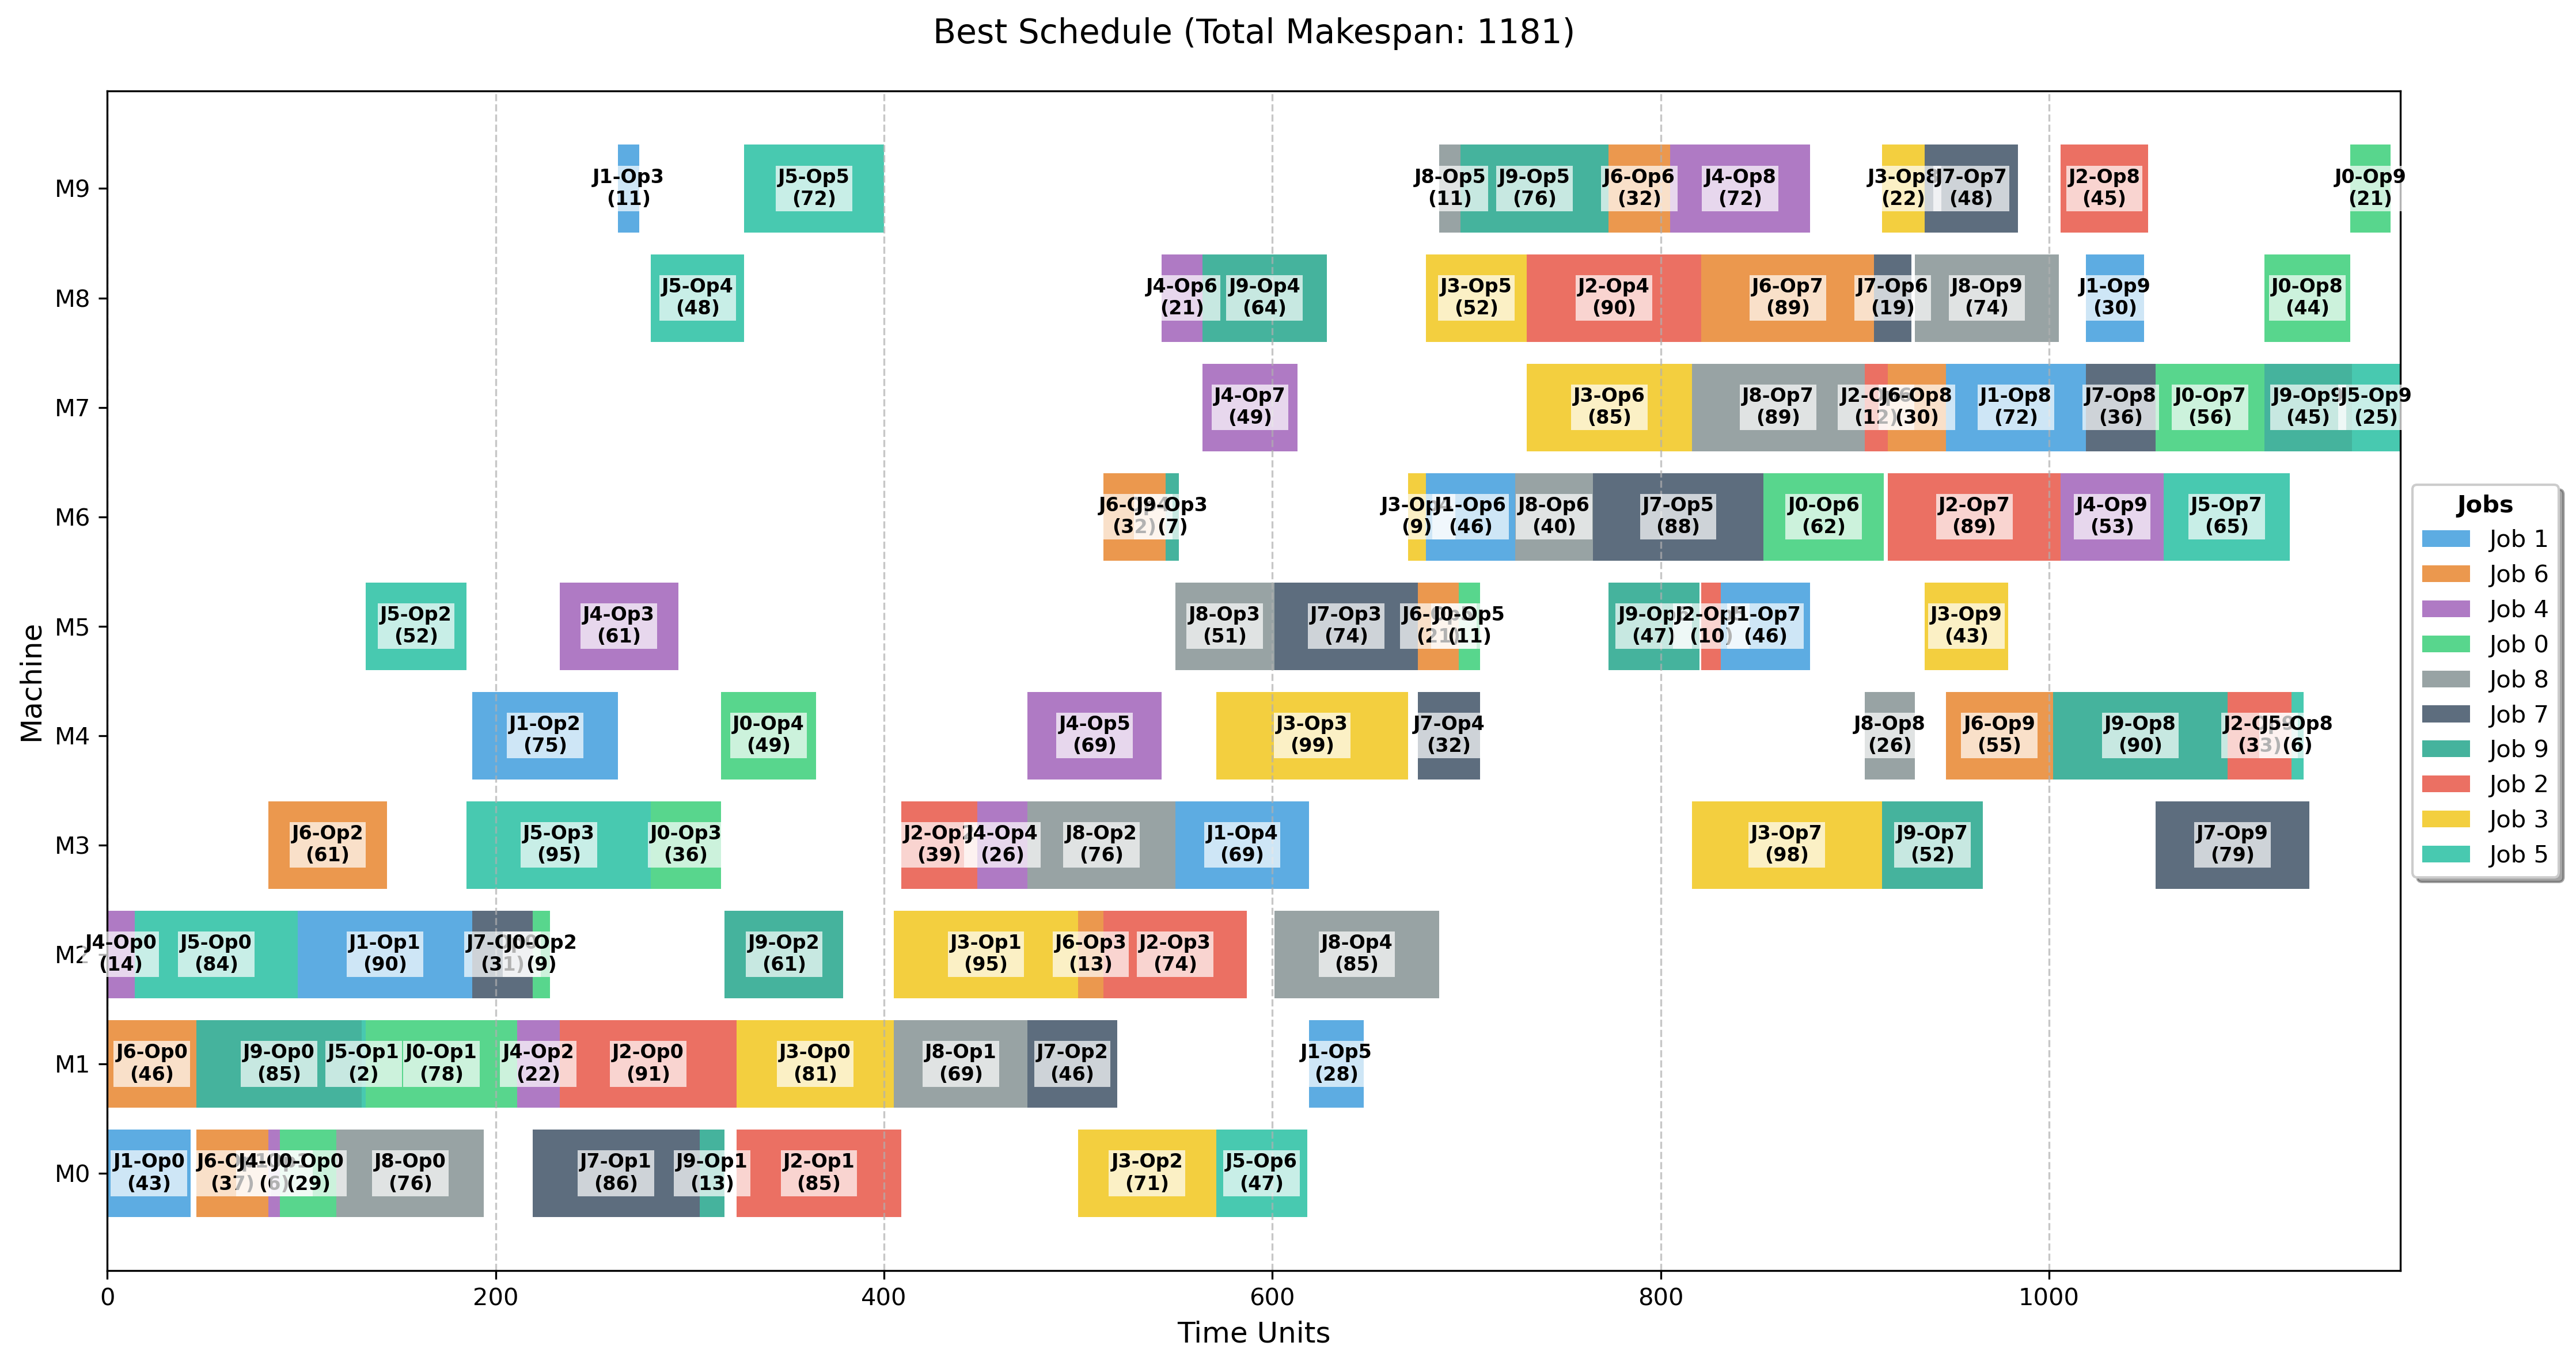 Best Schedule (Total Makespan: 1181)
Machine
M9
J1-Op3
(11)
J5-Op5
(72)
J8-Op5
(11)
J9-Op5
(76)
J6-Op6
(32)
J4-Op8
(72)
J3-Op8
(22)
J7-Op7
(48)
J2-Op8
(45)
J0-Op9
(21)
M8
J5-Op4
(48)
J4-Op6
(21)
J9-Op4
(64)
J3-Op5
(52)
J2-Op4
(90)
J6-Op7
(89)
J7-Op6
(19)
J8-Op9
(74)
J1-Op9
(30)
J0-Op8
(44)
M7
J4-Op7
(49)
J3-Op6
(85)
J8-Op7
(89)
(12)
J6-Op8
(30)
J1-Op8
(72)
J7-Op8
(36)
J0-Op7
(56)
J9-Op9
(45)
J5-Op9
(25)
M6
(32)
J9-Op3
(7)
(9)
J1-Op6
(46)
J8-Op6
(40)
J7-Op5
(88)
J0-Op6
(62)
J2-Op7
(89)
J4-Op9
(53)
J5-Op7
(65)
M5
J5-Op2
(52)
J4-Op3
(61)
J8-Op3
(51)
J7-Op3
(74)
(21)
J0-Op5
(11)
(47)
(10)
J1-Op7
(46)
J3-Op9
(43)
M4
J1-Op2
(75)
J0-Op4
(49)
J4-Op5
(69)
J3-Op3
(99)
J7-Op4
(32)
J8-Op8
(26)
J6-Op9
(55)
J9-Op8
(90)
(33)
J5-Op8
(6)
M3
J6-Op2
(61)
J5-Op3
(95)
J0-Op3
(36)
J2-Op2
(39)
J4-Op4
(26)
J8-Op2
(76)
J1-Op4
(69)
J3-Op7
(98)
J9-Op7
(52)
J7-Op9
(79)
M2
J4-Op0
(14)
J5-Op0
(84)
J1-Op1
(90)
(31)
J0-Op2
(9)
J9-Op2
(61)
J3-Op1
(95)
J6-Op3
(13)
J2-Op3
(74)
J8-Op4
(85)
M1
J6-Op0
(46)
J9-Op0
(85)
J5-Op1
(2)
J0-Op1
(78)
J4-Op2
(22)
J2-Op0
(91)
J3-Op0
(81)
J8-Op1
(69)
J7-Op2
(46)
J1-Op5
(28)
M0
J1-Op0
(43)
(37)
(6)
J0-Op0
(29)
J8-Op0
(76)
J7-Op1
(86)
J9-Op1
(13)
J2-Op1
(85)
J3-Op2
(71)
J5-Op6
(47)
0
200
400
600
800
1000
Time Units
Jobs
Job 1
Job 6
Job 4
Job 0
Job 8
Job 7
Job 9
Job 2
Job 3
Job 5